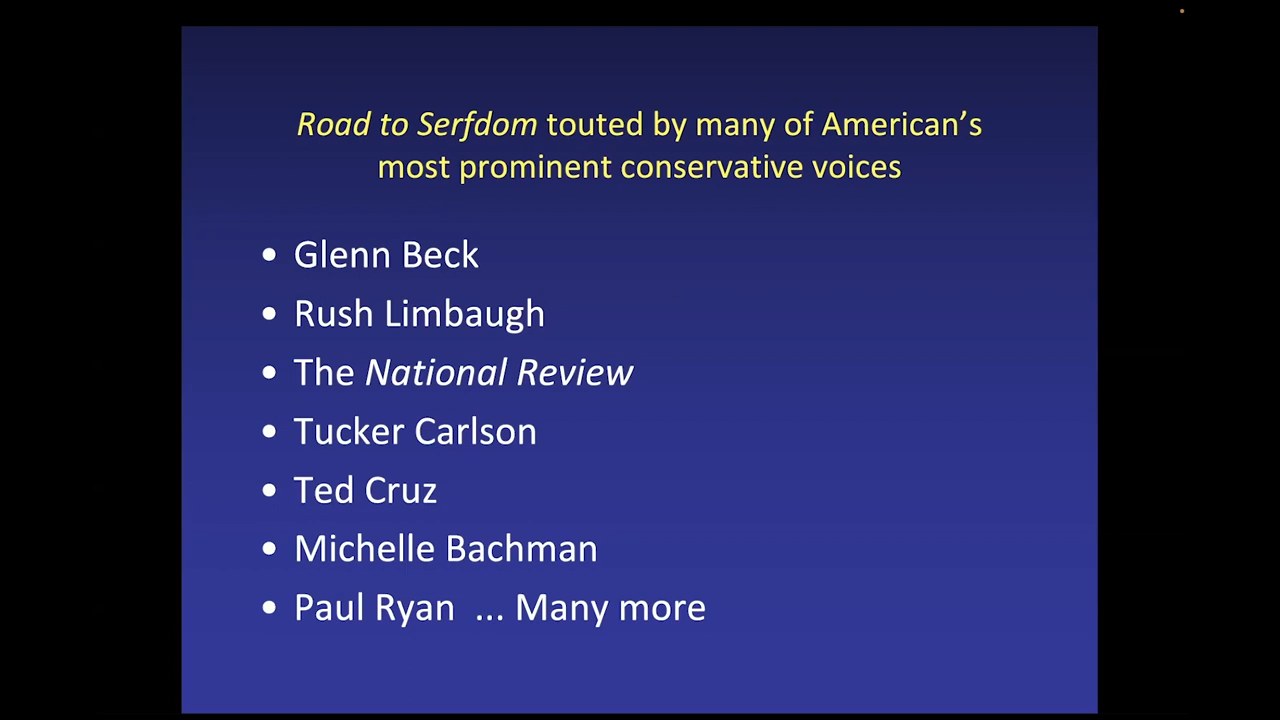 Road to Serfdom touted by many of American's
most prominent conservative voices
• Glenn Beck
• Rush Limbaugh
• The National Review
• Tucker Carlson
• Ted Cruz
• Michelle Bachman
• Paul Ryan ... Many more